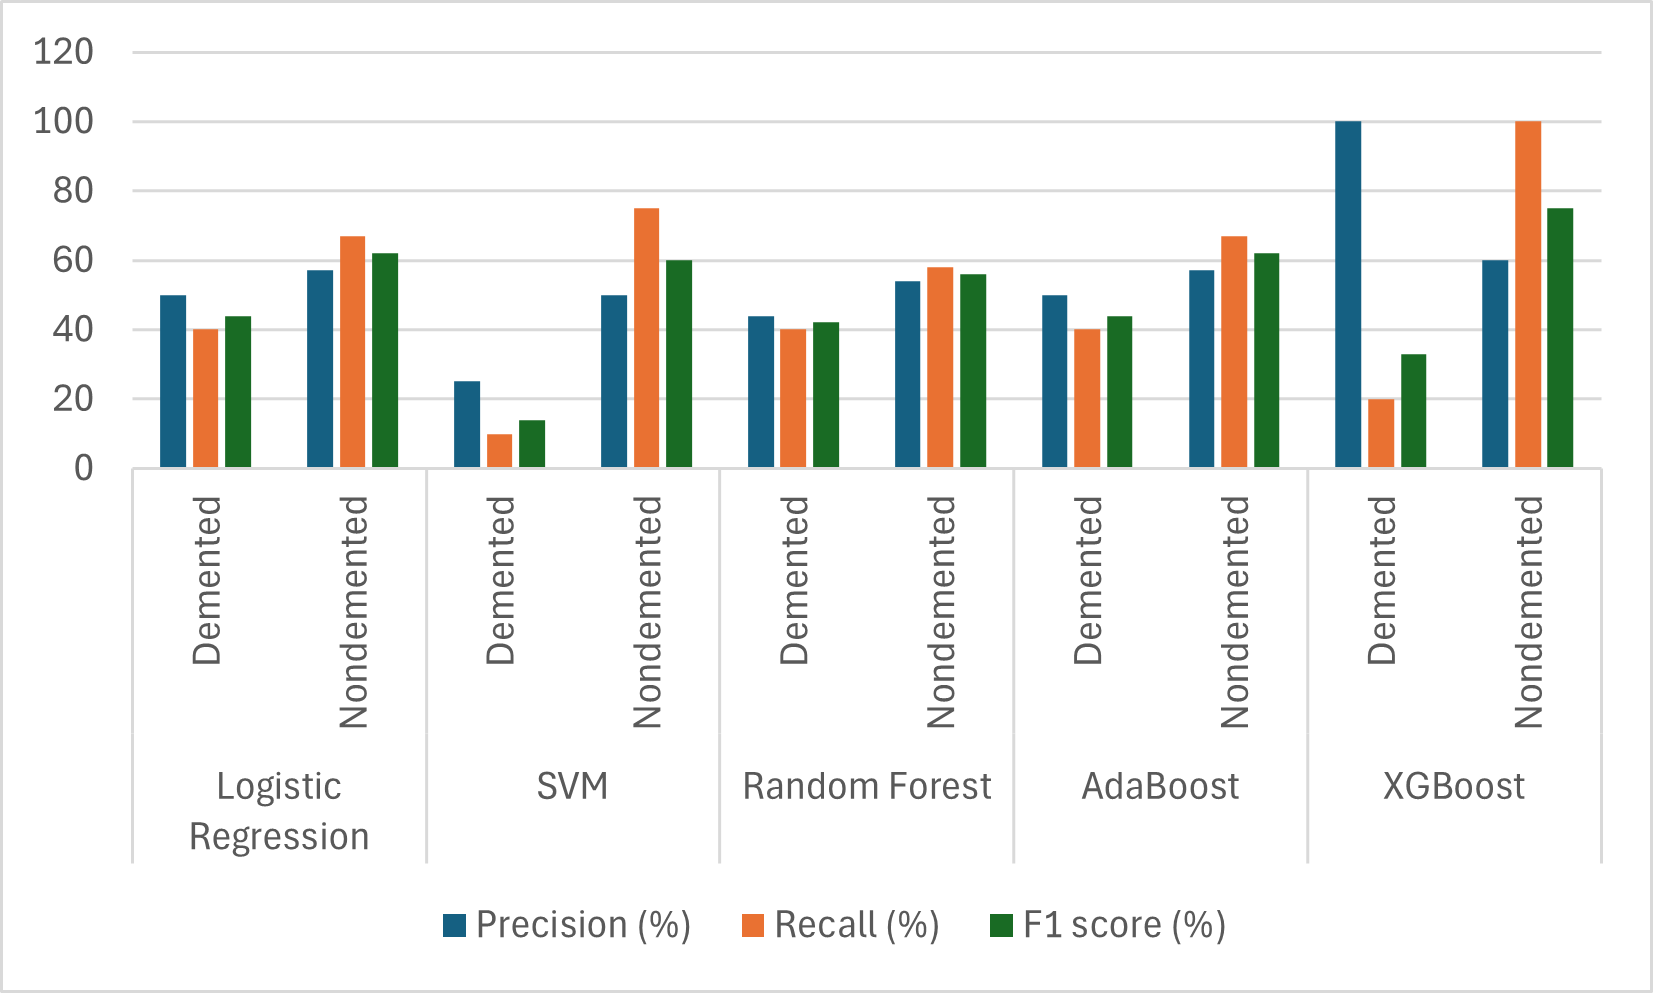 120
100
80
60
40
20
0
Demented
Nondemented
Demented
Nondemented
Demented
Nondemented
Demented
Nondemented
Demented
Nondemented
Logistic
Regression
SVM
Random Forest
AdaBoost
XGBoost
Precision (%)
Recall (%)
F1 score (%)